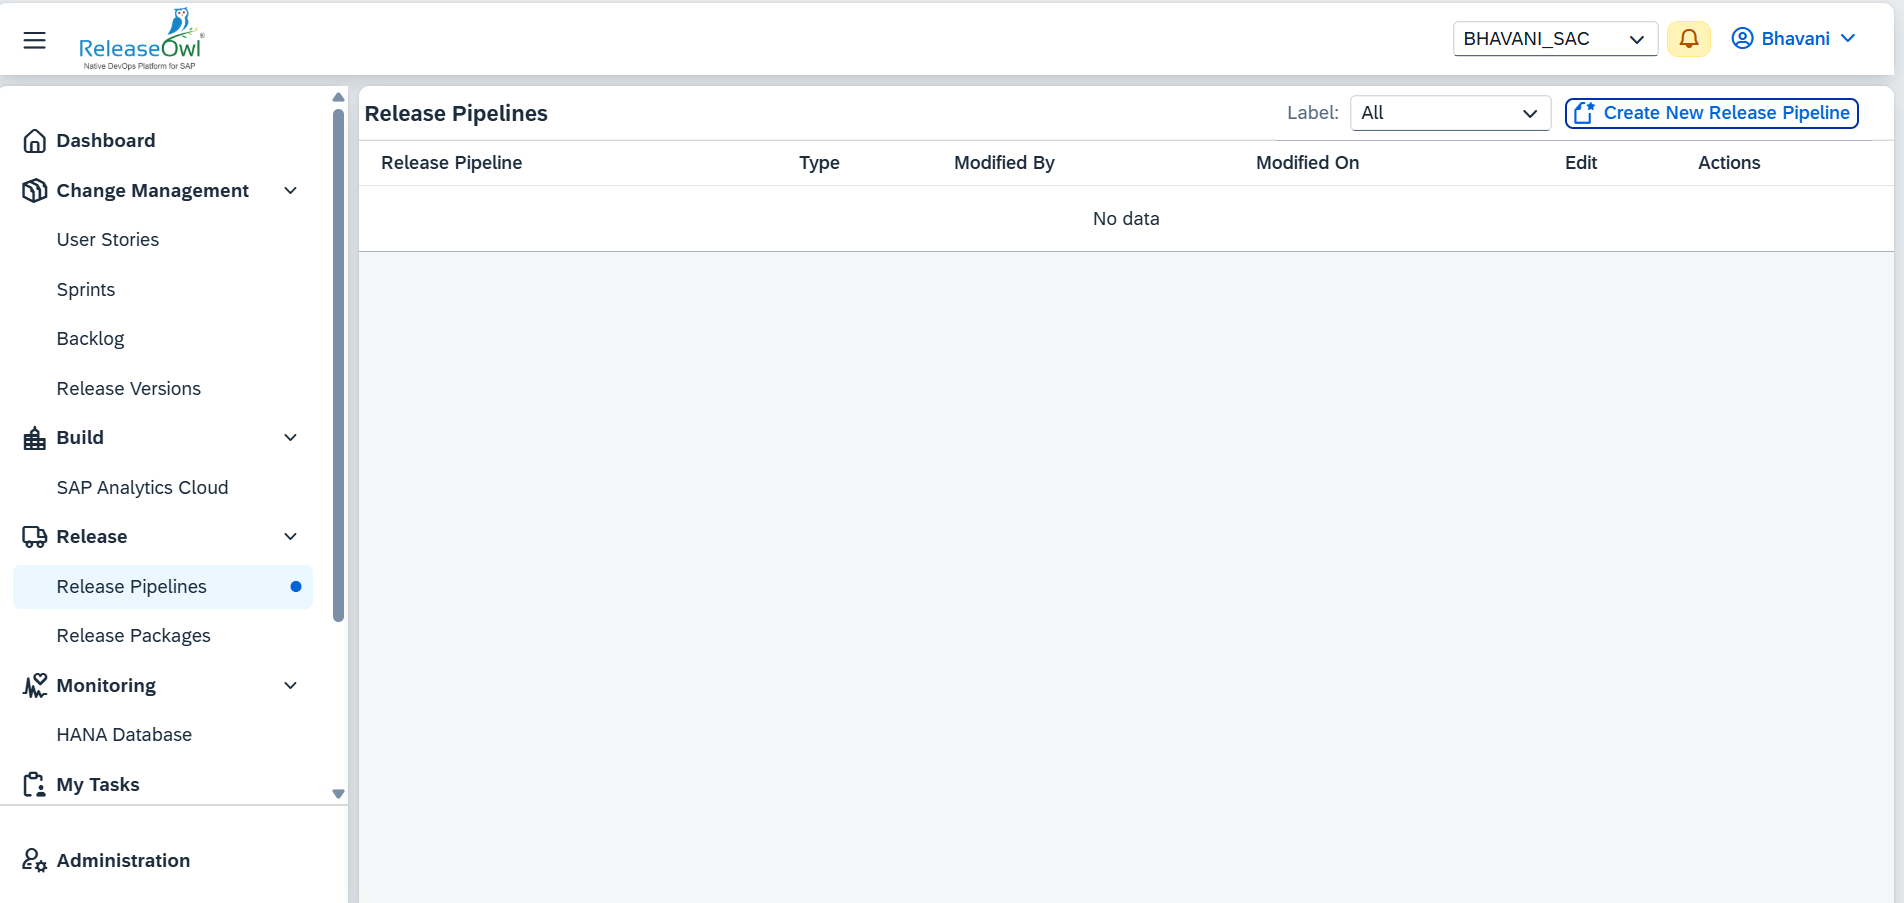 ReleaseOwl®
Native DevOps Platform for SAP
BHAVANI_SAC
Bhavani
Dashboard
Change Management
User Stories
Sprints
Backlog
Release Versions
Build
SAP Analytics Cloud
Release
Release Pipelines
Release Packages
Monitoring
HANA Database
My Tasks
Administration
Release Pipelines
Label: All
Create New Release Pipeline
Release Pipeline Type Modified By Modified On Edit Actions
No data